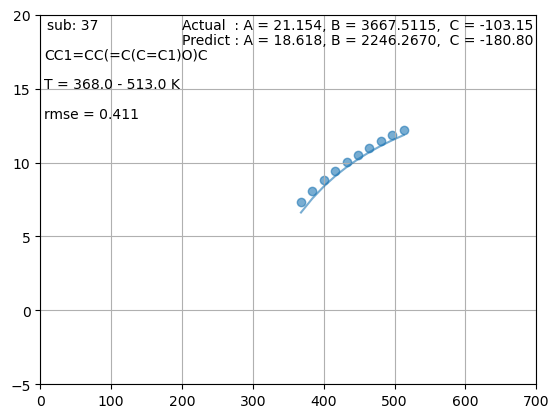 sub: 37
Actual : A = 21.154, B = 3667.5115, C = -103.15
Predict : A = 18.618, B = 2246.2670, C = -180.80
CC1=CC(=C(C=C1)O)C
T = 368.0 - 513.0 K
rmse = 0.411
20
15
10
5
0
−5
0 100 200 300 400 500 600 700